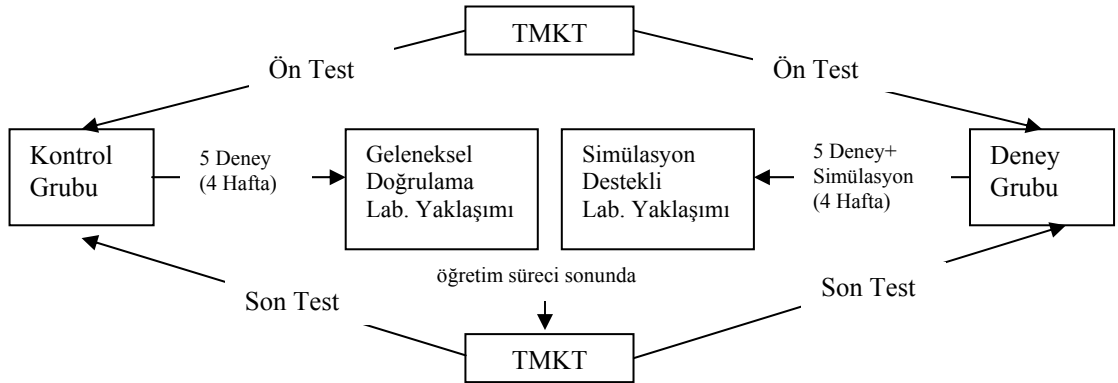 TMKT
Ön Test
Ön Test
Kontrol
Grubu
5 Deney
(4 Hafta)
Geleneksel
Doğrulama
Lab. Yaklaşımı
Simülasyon
Destekli
Lab. Yaklaşımı
5 Deney+
Simülasyon
(4 Hafta)
Deney
Grubu
öğretim süreci sonunda
Son Test
Son Test
TMKT